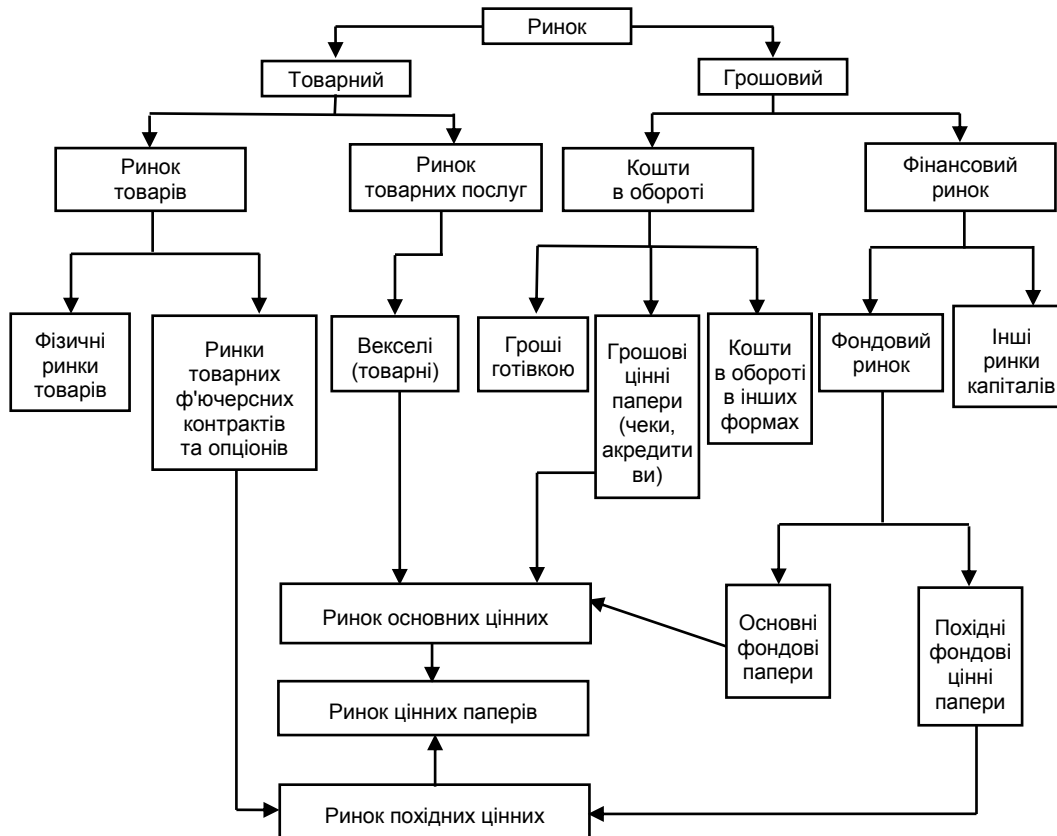 Ринок
Товарний
Грошовий
Ринок
товарів
Ринок
товарних послуг
Кошти
в обороті
Фінансовий
ринок
Фізичні
ринки
товарів
Ринки
товарних
ф'ючерсних
контрактів
та опціонів
Векселі
(товарні)
Гроші
готівкою
Грошові
цінні
папери
(чеки,
акредити
ви)
Кошти
в обороті
в інших
формах
Фондовий
ринок
Інші
ринки
капіталів
Ринок основних цінних
Основні
фондові
папери
Похідні
фондові
цінні
папери
Ринок цінних паперів
Ринок похідних цінних